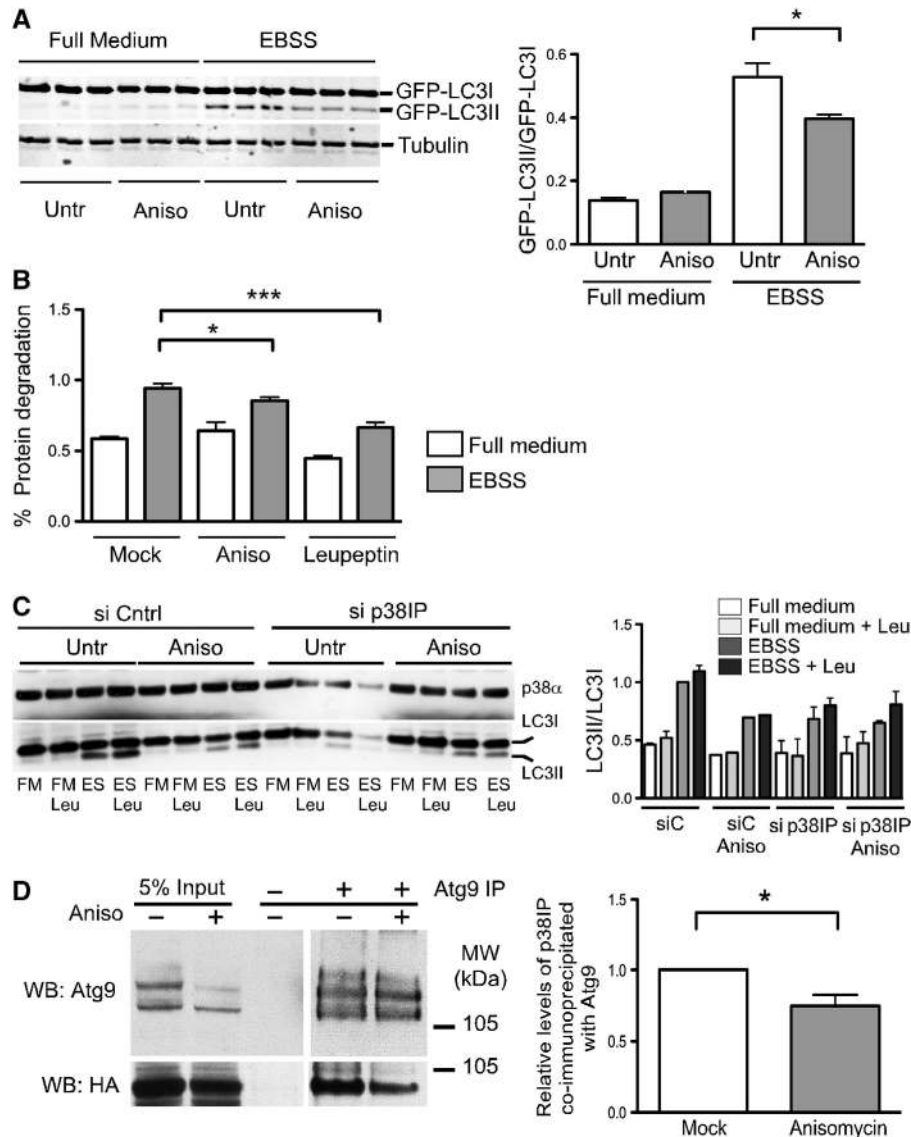 A
Full Medium EBSS
GFP-LC3I
GFP-LC3II
Tubulin
Untr Aniso Untr Aniso
*
GFP-LC3II/GFP-LC3I
0.6
0.4
0.2
0.0
Untr Aniso Untr Aniso
Full medium EBSS
B
% Protein degradation
1.5
1.0
0.5
0.0
***
*
Mock Aniso Leupeptin
Full medium
EBSS
C
si Cntrl si p38IP
Untr Aniso Untr Aniso
p38α
LC3I
LC3II
FM FM ES ES FM FM ES ES FM FM ES ES FM FM ES ES
Leu Leu Leu Leu Leu Leu Leu Leu
Full medium
Full medium + Leu
EBSS
EBSS + Leu
LC3II/LC3I
1.5
1.0
0.5
0.0
siC siC si p38IP si p38IP
Aniso Aniso
D
5% Input – + + Atg9 IP
Aniso – + – – +
WB: Atg9
MW
(kDa)
105
105
WB: HA
Relative levels of p38IP
co-immunoprecipitated
with Atg9
1.5
1.0
0.5
0.0
*
Mock Anisomycin